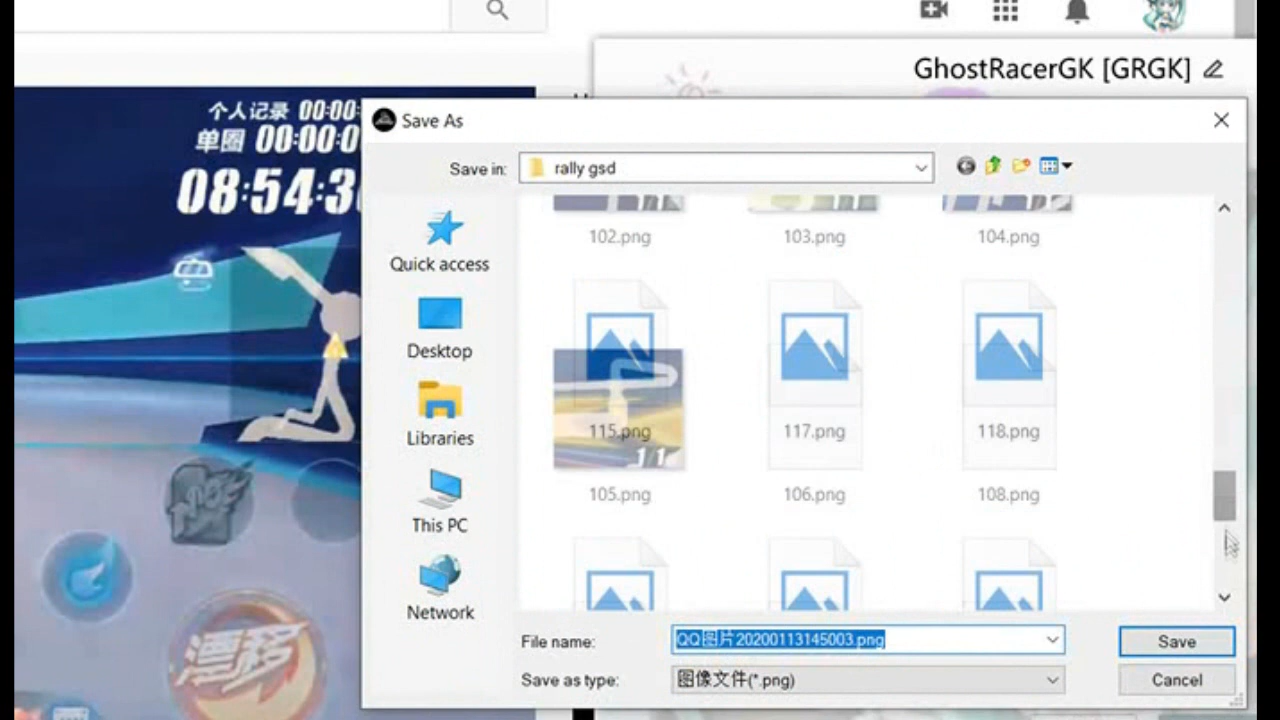 GhostRacerGK [GRGK]
个人记录 00:00:
单圈 00:00:0
08:54:3
Save As
Save in:
rally gsd
102.png
103.png
104.png
Quick access
Desktop
Libraries
This PC
Network
115.png
117.png
118.png
1/1
105.png
106.png
108.png
漂移
File name:
QQ图片20200113145003.png
Save
Save as type:
图像文件(*.png)
Cancel